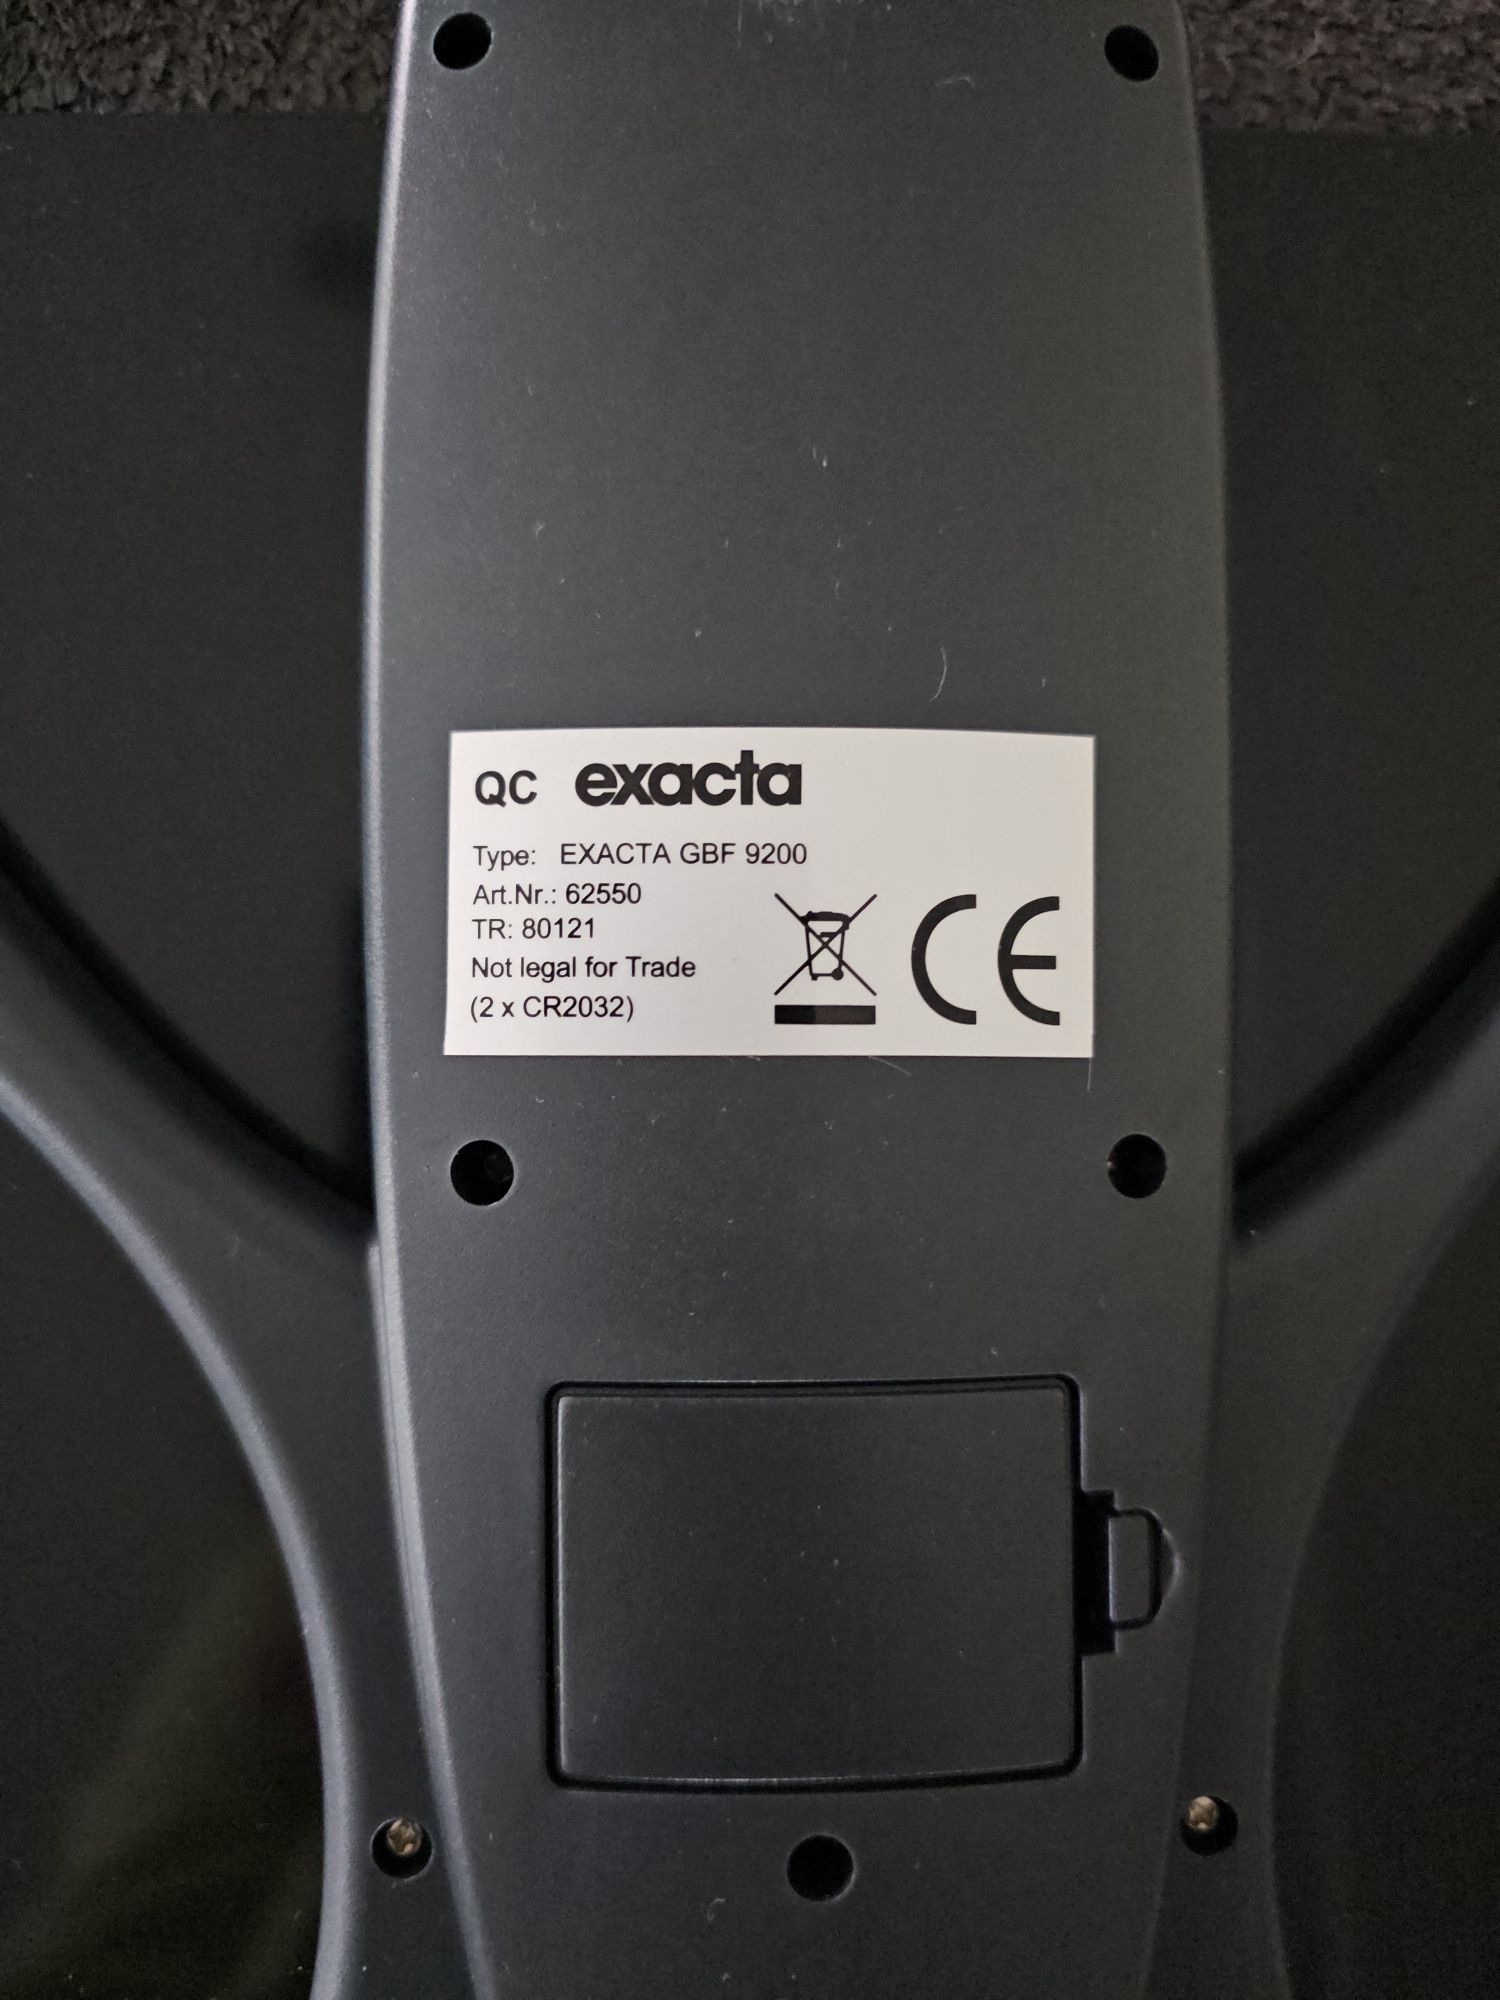 QC exacta
Type: EXACTA GBF 9200
Art.Nr.: 62550
TR: 80121
Not legal for Trade
(2 x CR2032)
CE